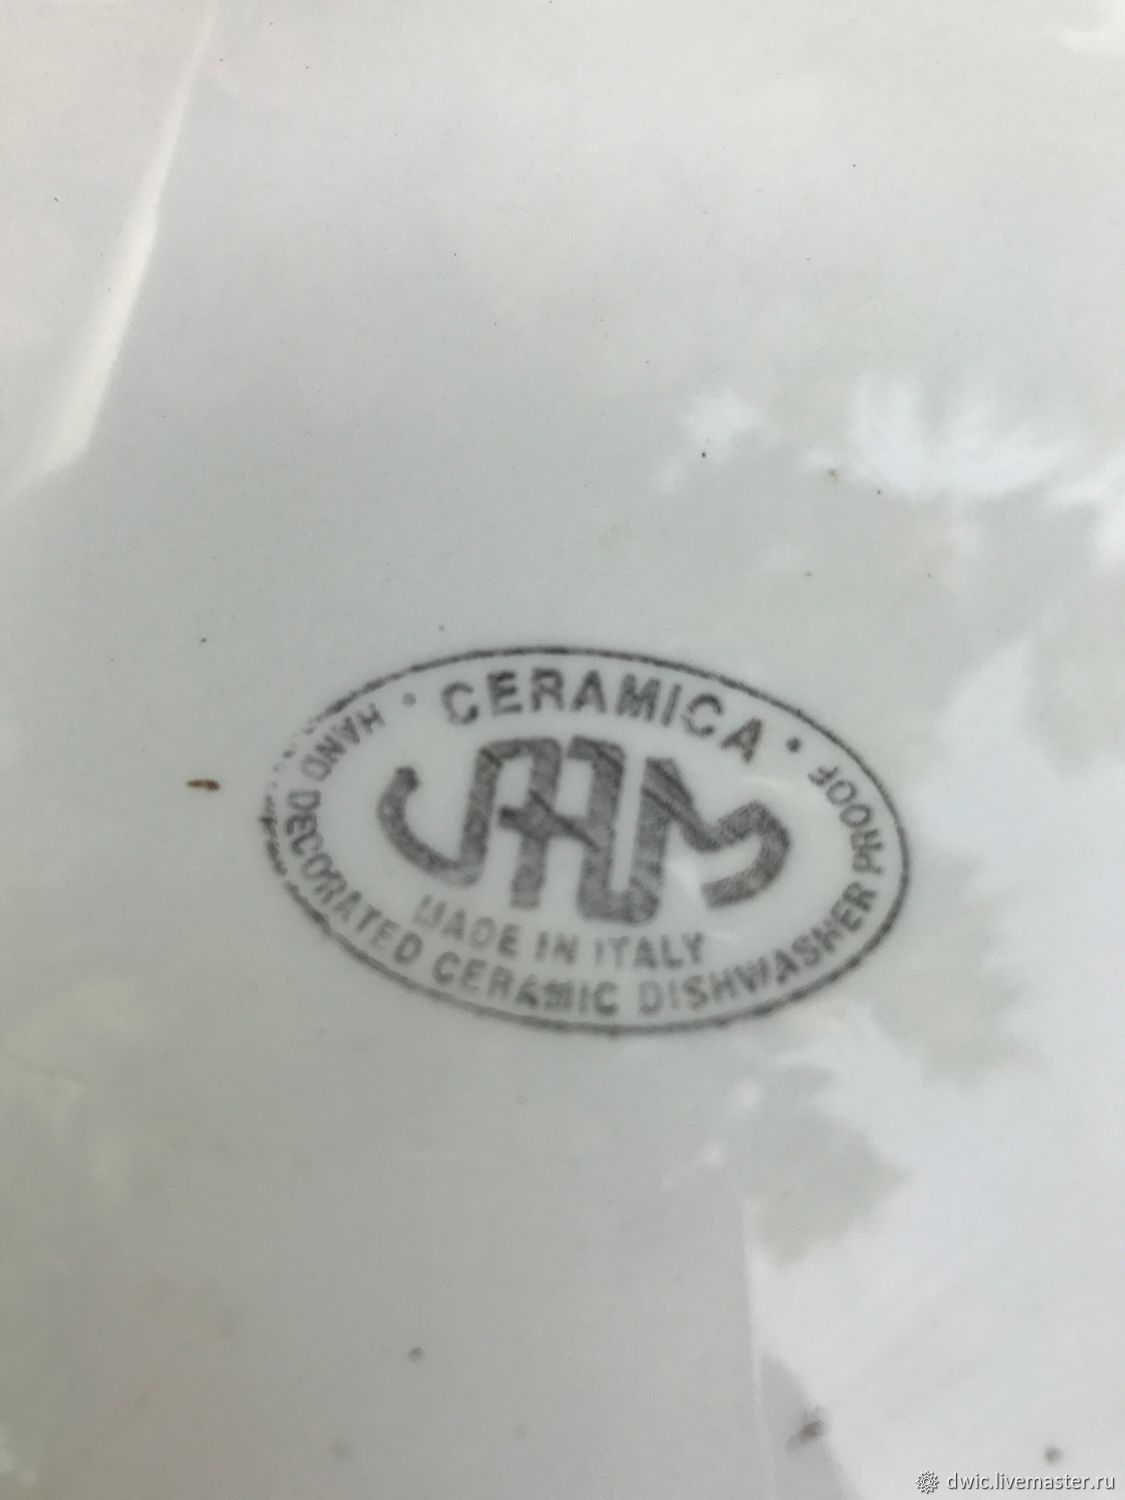 CERAMICA
MADE IN ITALY
HAND DECORATED CERAMIC DISHWASHER PROOF
dwic.livemaster.ru